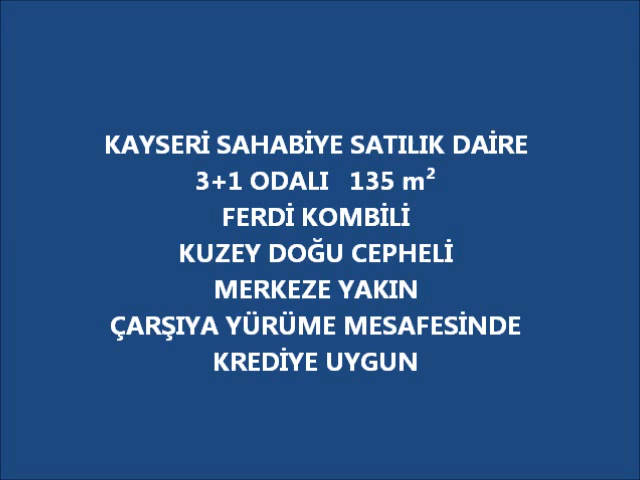 KAYSERİ SAHABİYE SATILIK DAİRE
3+1 ODALI   135 m²
FERDİ KOMBİLİ
KUZEY DOĞU CEPHELİ
MERKEZE YAKIN
ÇARŞIYA YÜRÜME MESAFESİNDE
KREDİYE UYGUN